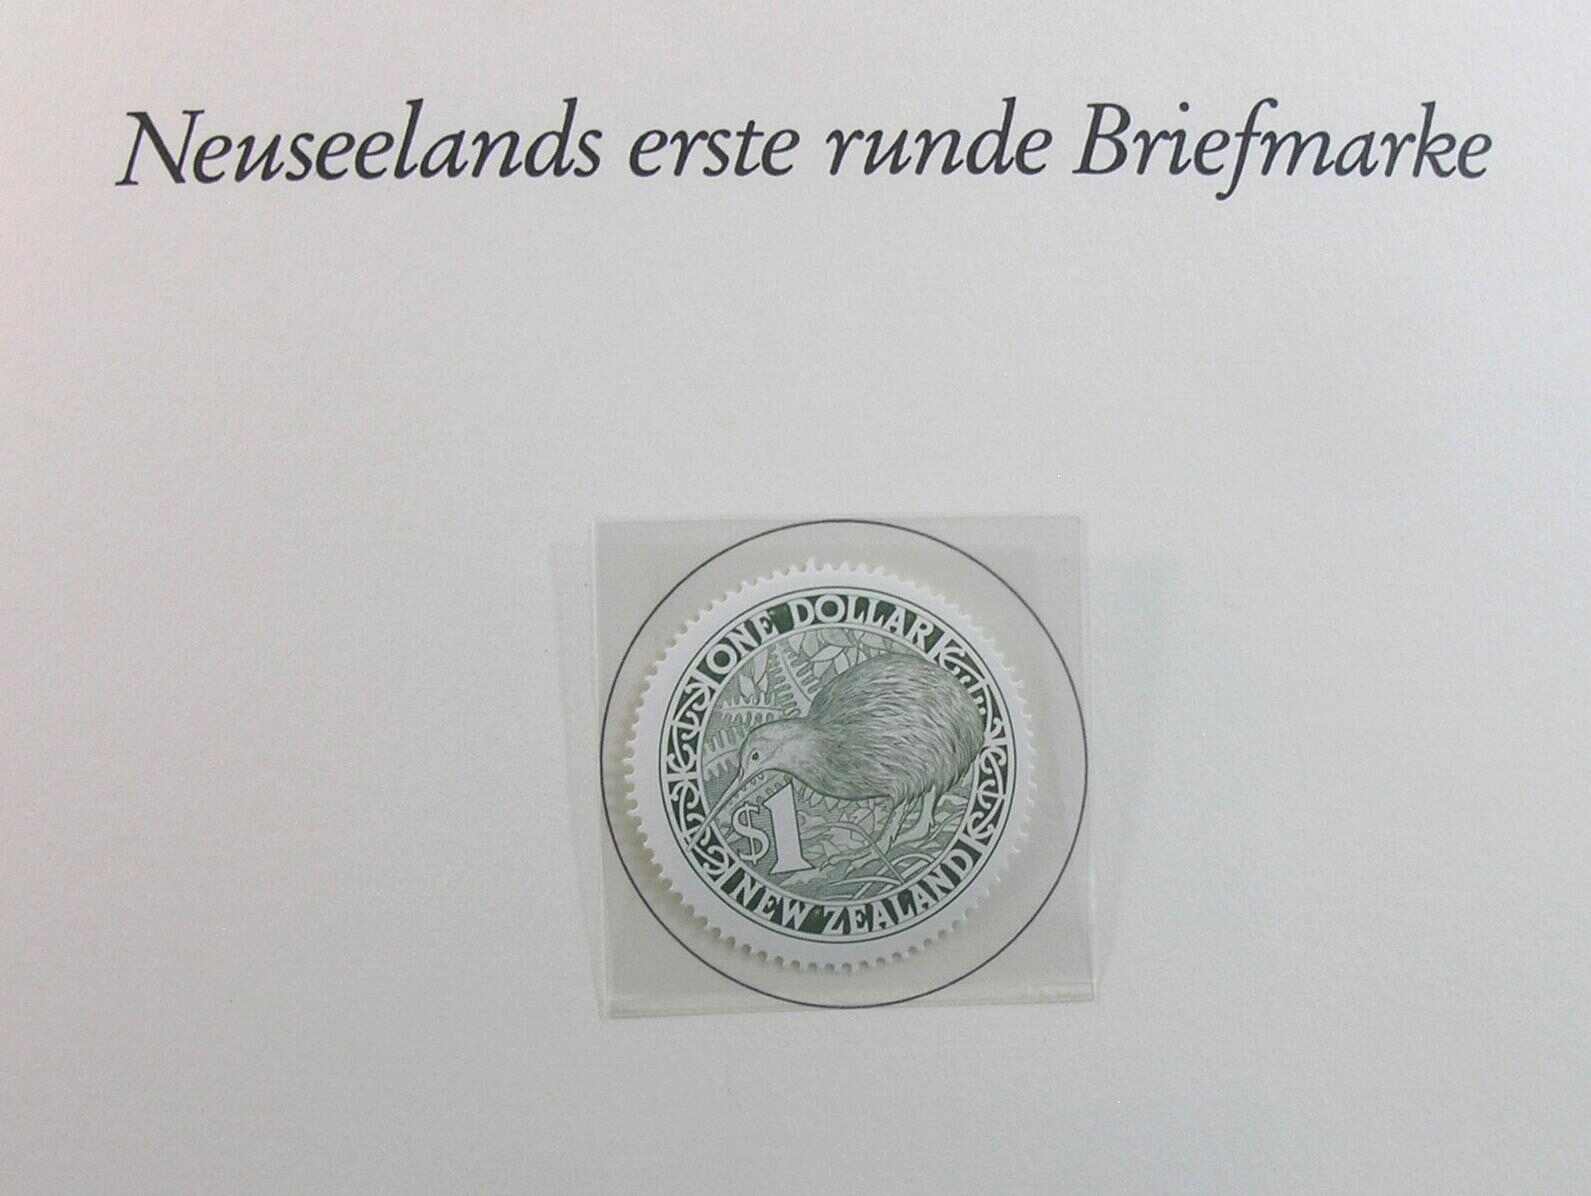 Neuseelands erste runde Briefmarke
ONE DOLLAR
$1
NEW ZEALAND